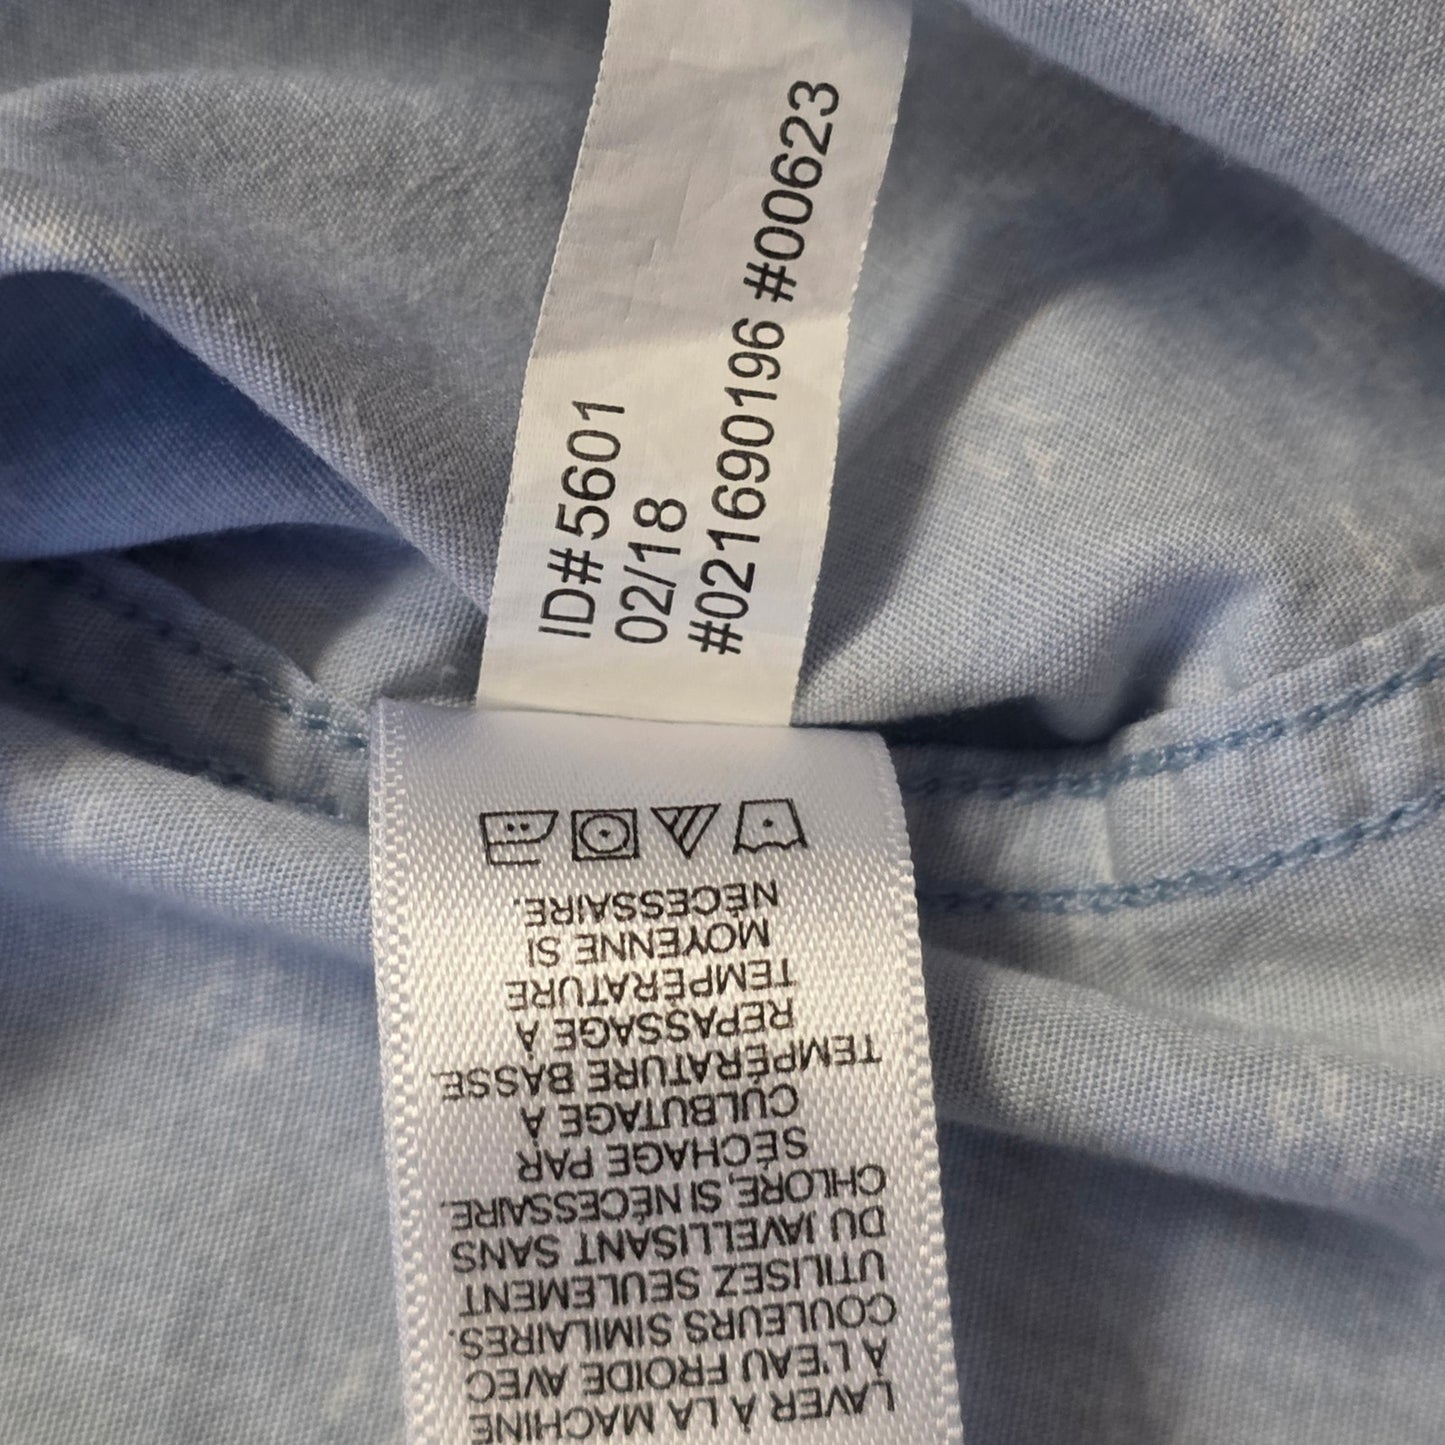 ID#5601
02/18
#021690196 #00623
LAVER À LA MACHINE
À L'EAU FROIDE AVEC
COULEURS SIMILAIRES.
UTILISEZ SEULEMENT
DU JAVELLISANT SANS
CHLORE, SI NÉCESSAIRE.
SÉCHAGE PAR
CULBUTAGE À
TEMPÉRATURE BASSE.
REPASSAGE À
TEMPÉRATURE
MOYENNE SI
NÉCESSAIRE.